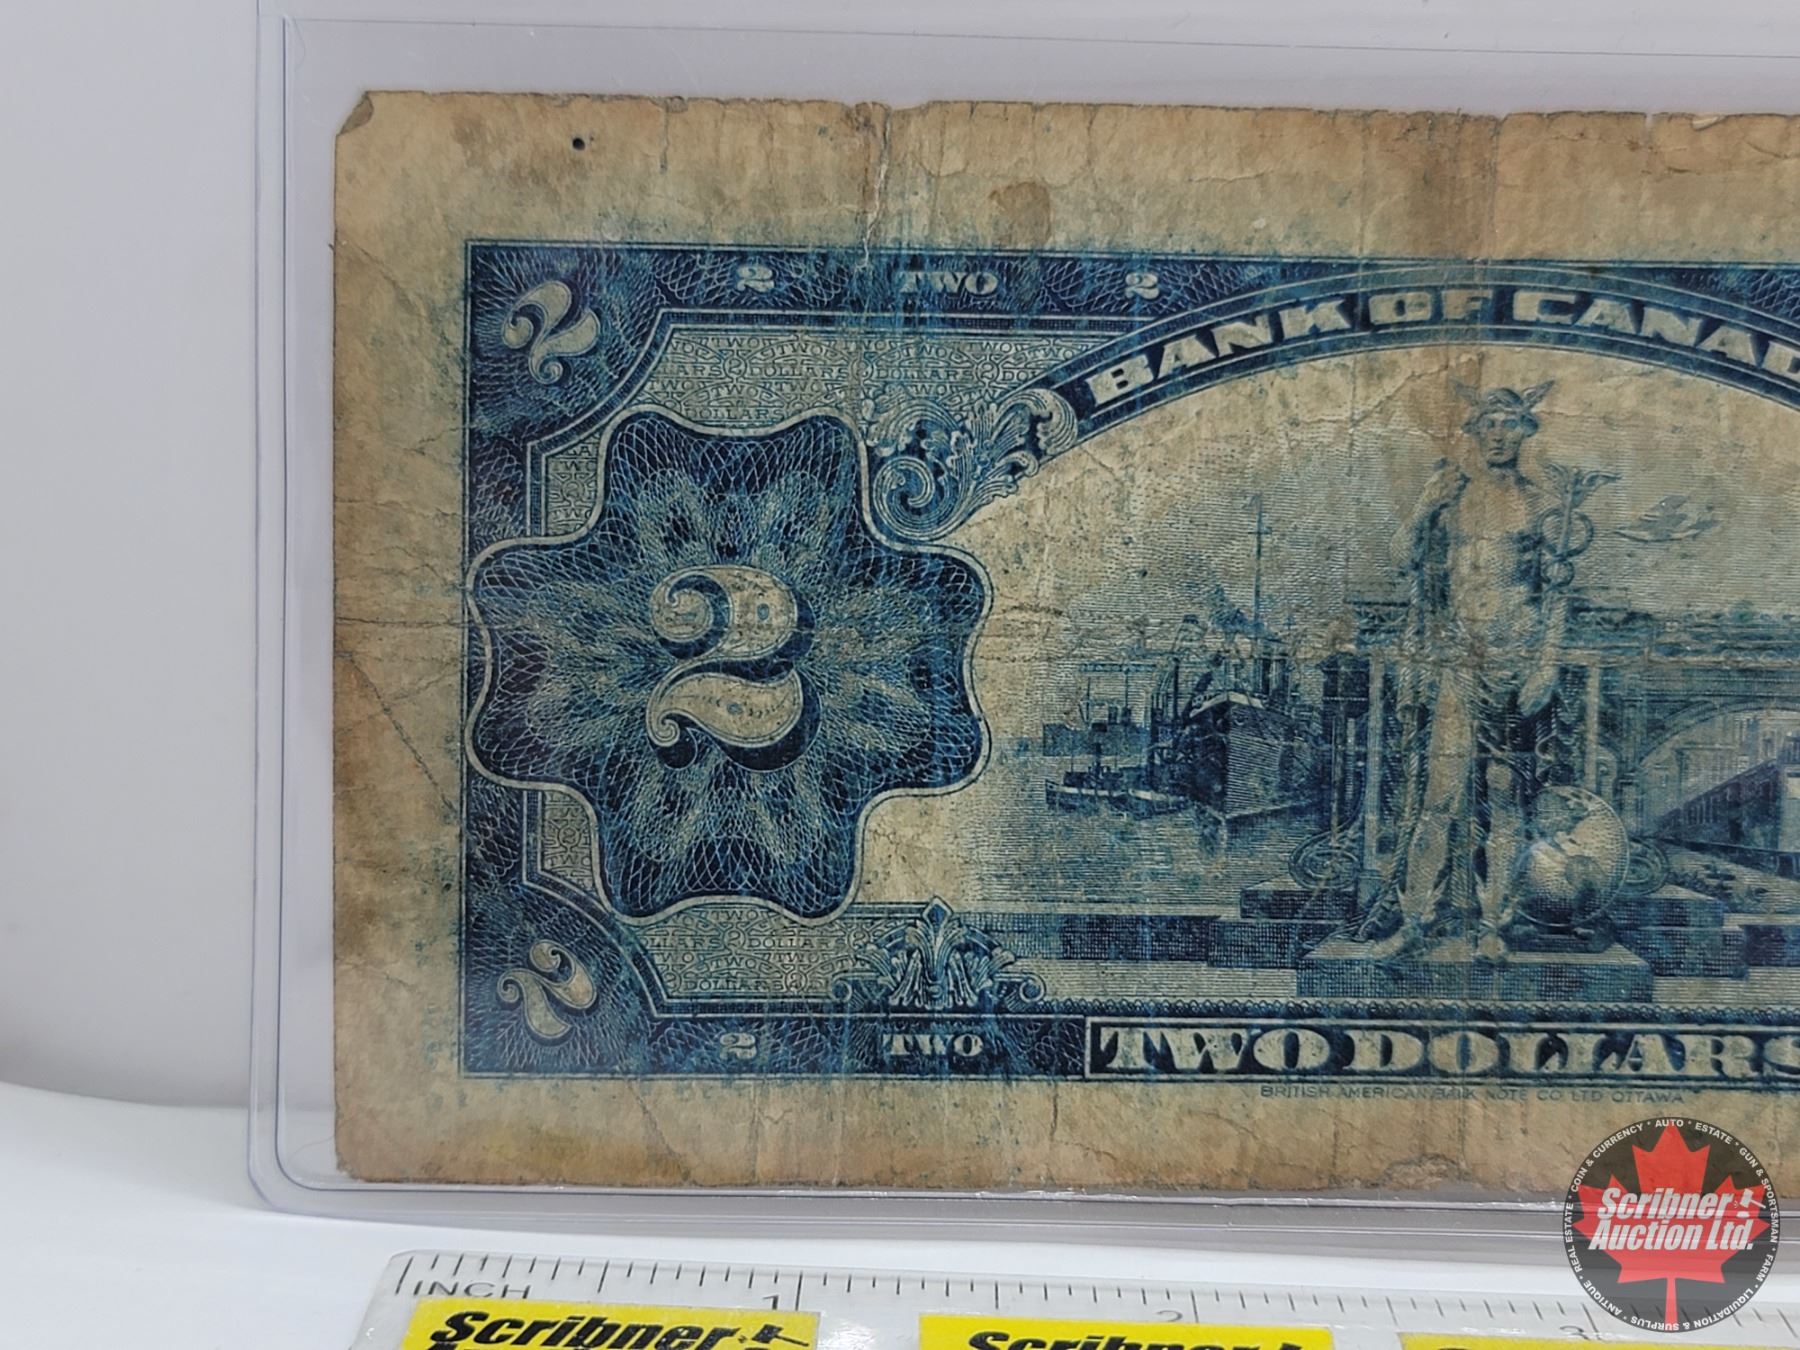 2 TWO 2
2
BANK OF CANAD
2
2
2 TWO
TWO DOLLARS
BRITISH AMERICAN BANK NOTE CO LTD OTTAWA
COIN & CURRENCY • AUTO • ESTATE • GUN & SPORTSMAN • FARM • LIQUIDATION & SURPLUS • ANTIQUE • REAL ESTATE •
Scribner
Auction Ltd.
INCH 1 2 3
Scribner Scribner